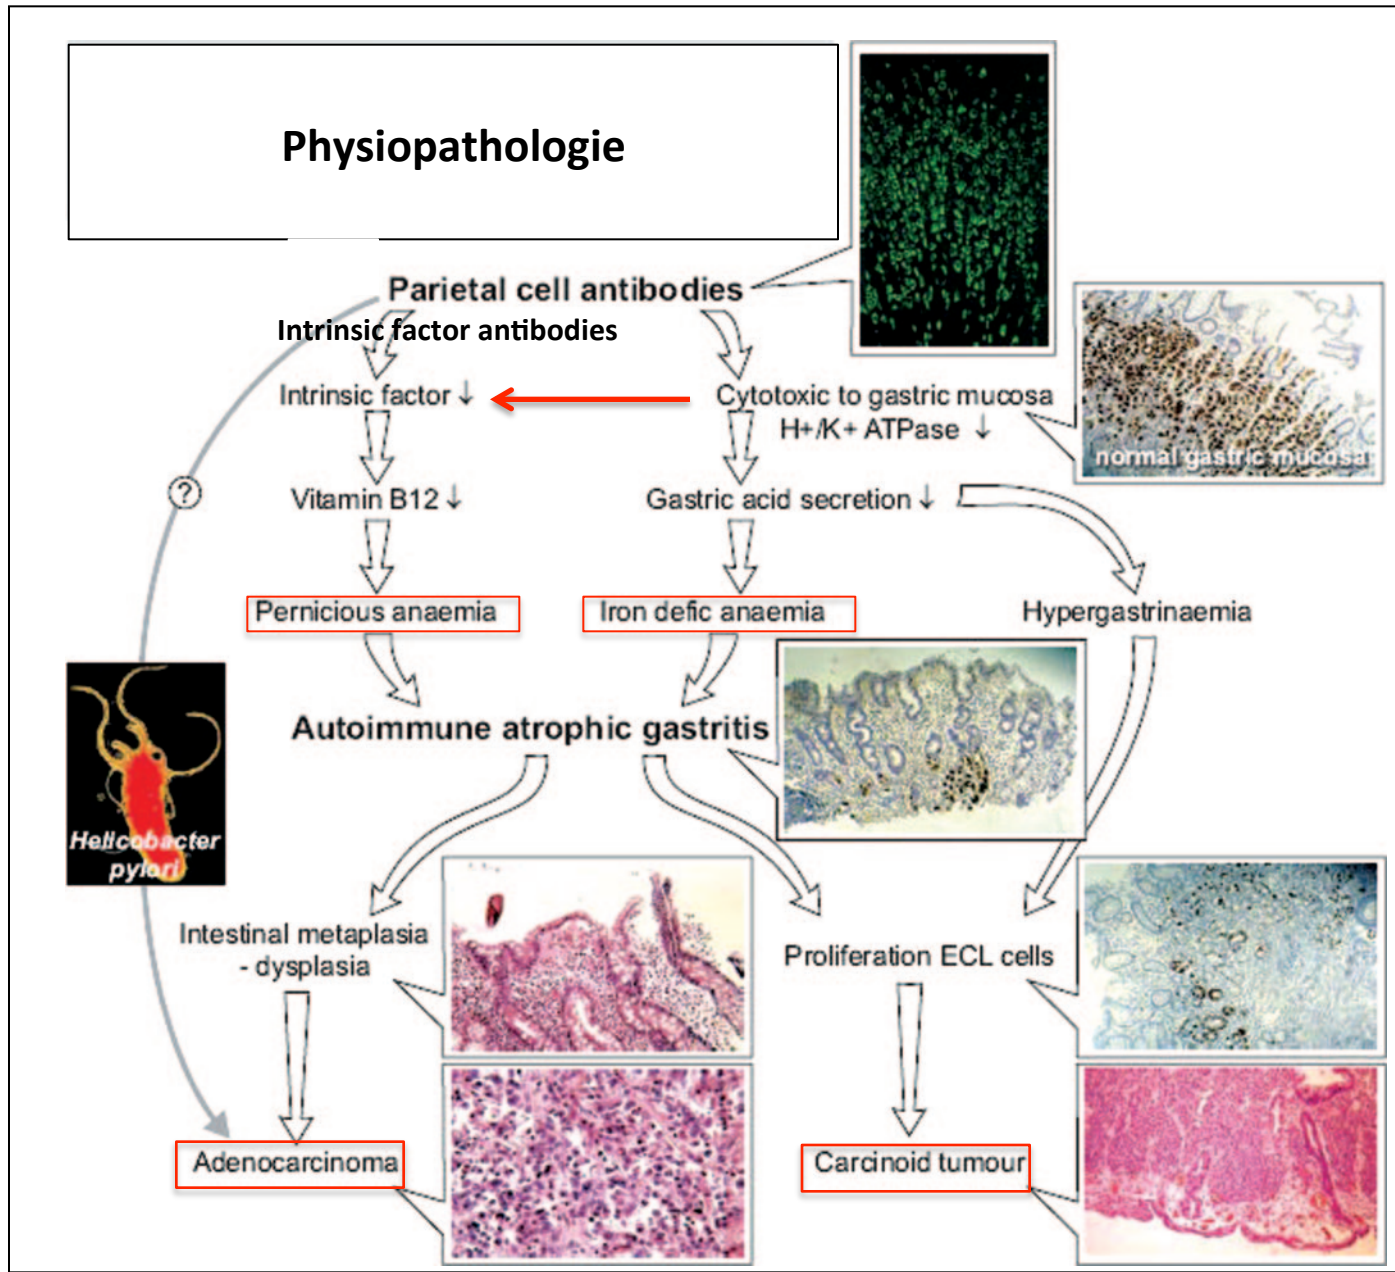 Physiopathologie
Parietal cell antibodies
Intrinsic factor antibodies
Intrinsic factor ↓
Cytotoxic to gastric mucosa
H+/K+ ATPase ↓
normal gastric mucosa
?
Vitamin B12 ↓
Gastric acid secretion ↓
Pernicious anaemia
Iron defic anaemia
Hypergastrinaemia
Autoimmune atrophic gastritis
Helicobacter
pylori
Intestinal metaplasia
- dysplasia
Proliferation ECL cells
Adenocarcinoma
Carcinoid tumour